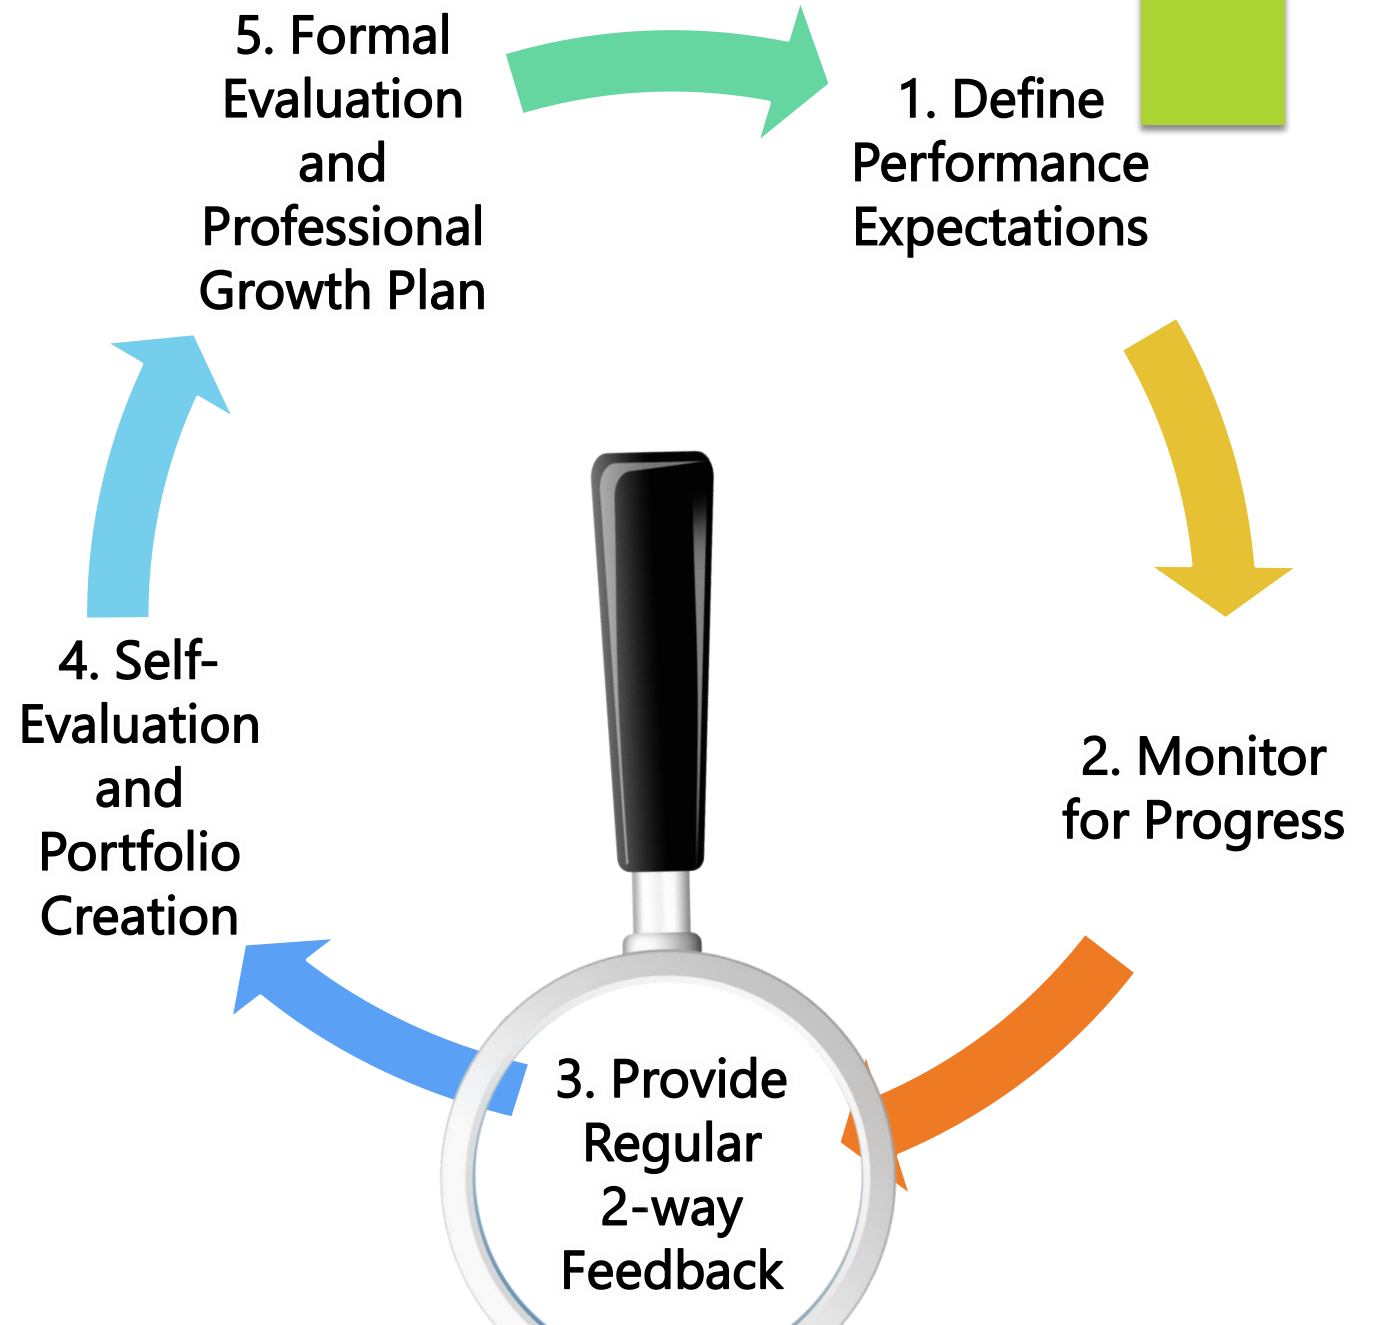 5. Formal
Evaluation
and
Professional
Growth Plan
1. Define
Performance
Expectations
2. Monitor
for Progress
3. Provide
Regular
2-way
Feedback
4. Self-
Evaluation
and
Portfolio
Creation